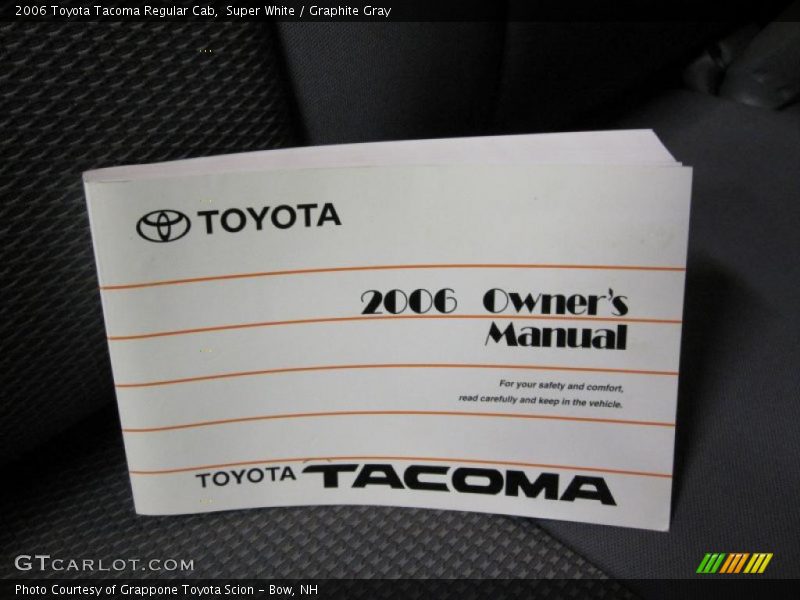 2006 Toyota Tacoma Regular Cab,  Super White / Graphite Gray
TOYOTA
2006 Owner's
Manual
For your safety and comfort,
read carefully and keep in the vehicle.
TOYOTA TACOMA
GTCARLOT.COM
Photo Courtesy of Grappone Toyota Scion - Bow, NH